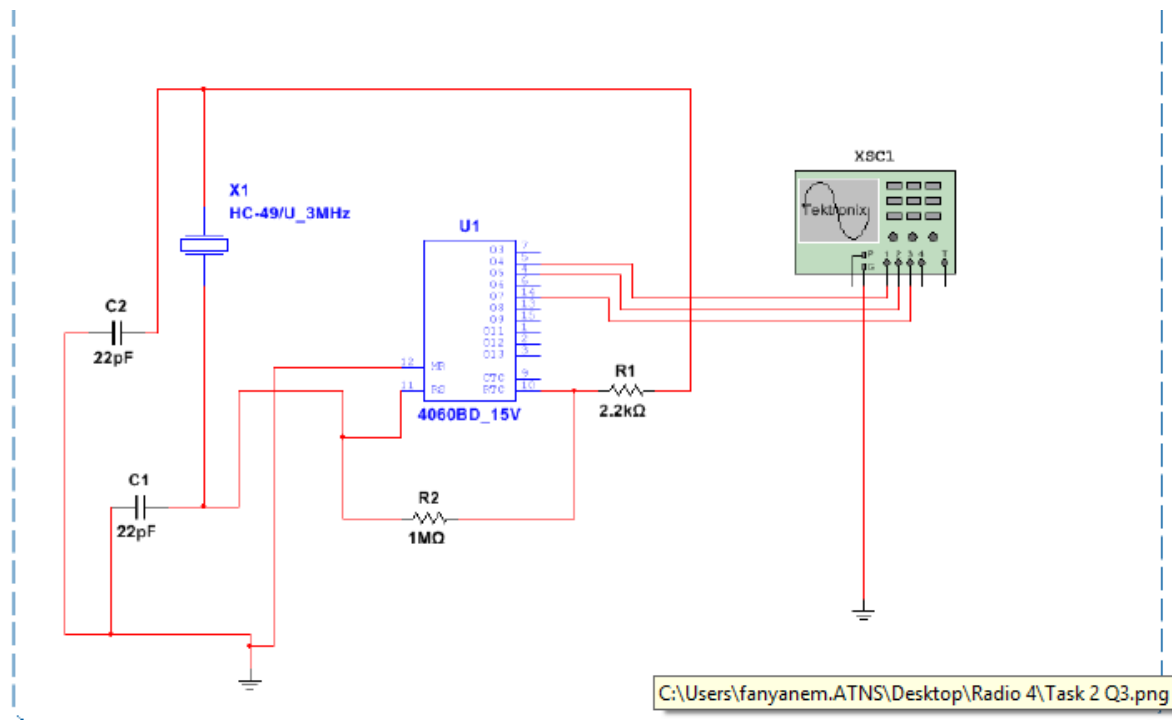 XSC1
Tektronix
P
G
1 2 3 4
T
X1
HC-49/U_3MHz
U1
O3 7
O4 5
O5 4
O6 6
O7 14
O8 13
O9 15
O11 1
O12 2
O13 3
12 MR
11 RS
CTC 9
RTC 10
4060BD_15V
C2
22pF
R1
2.2kΩ
C1
22pF
R2
1MΩ
C:\Users\fanyanem.ATNS\Desktop\Radio 4\Task 2 Q3.png